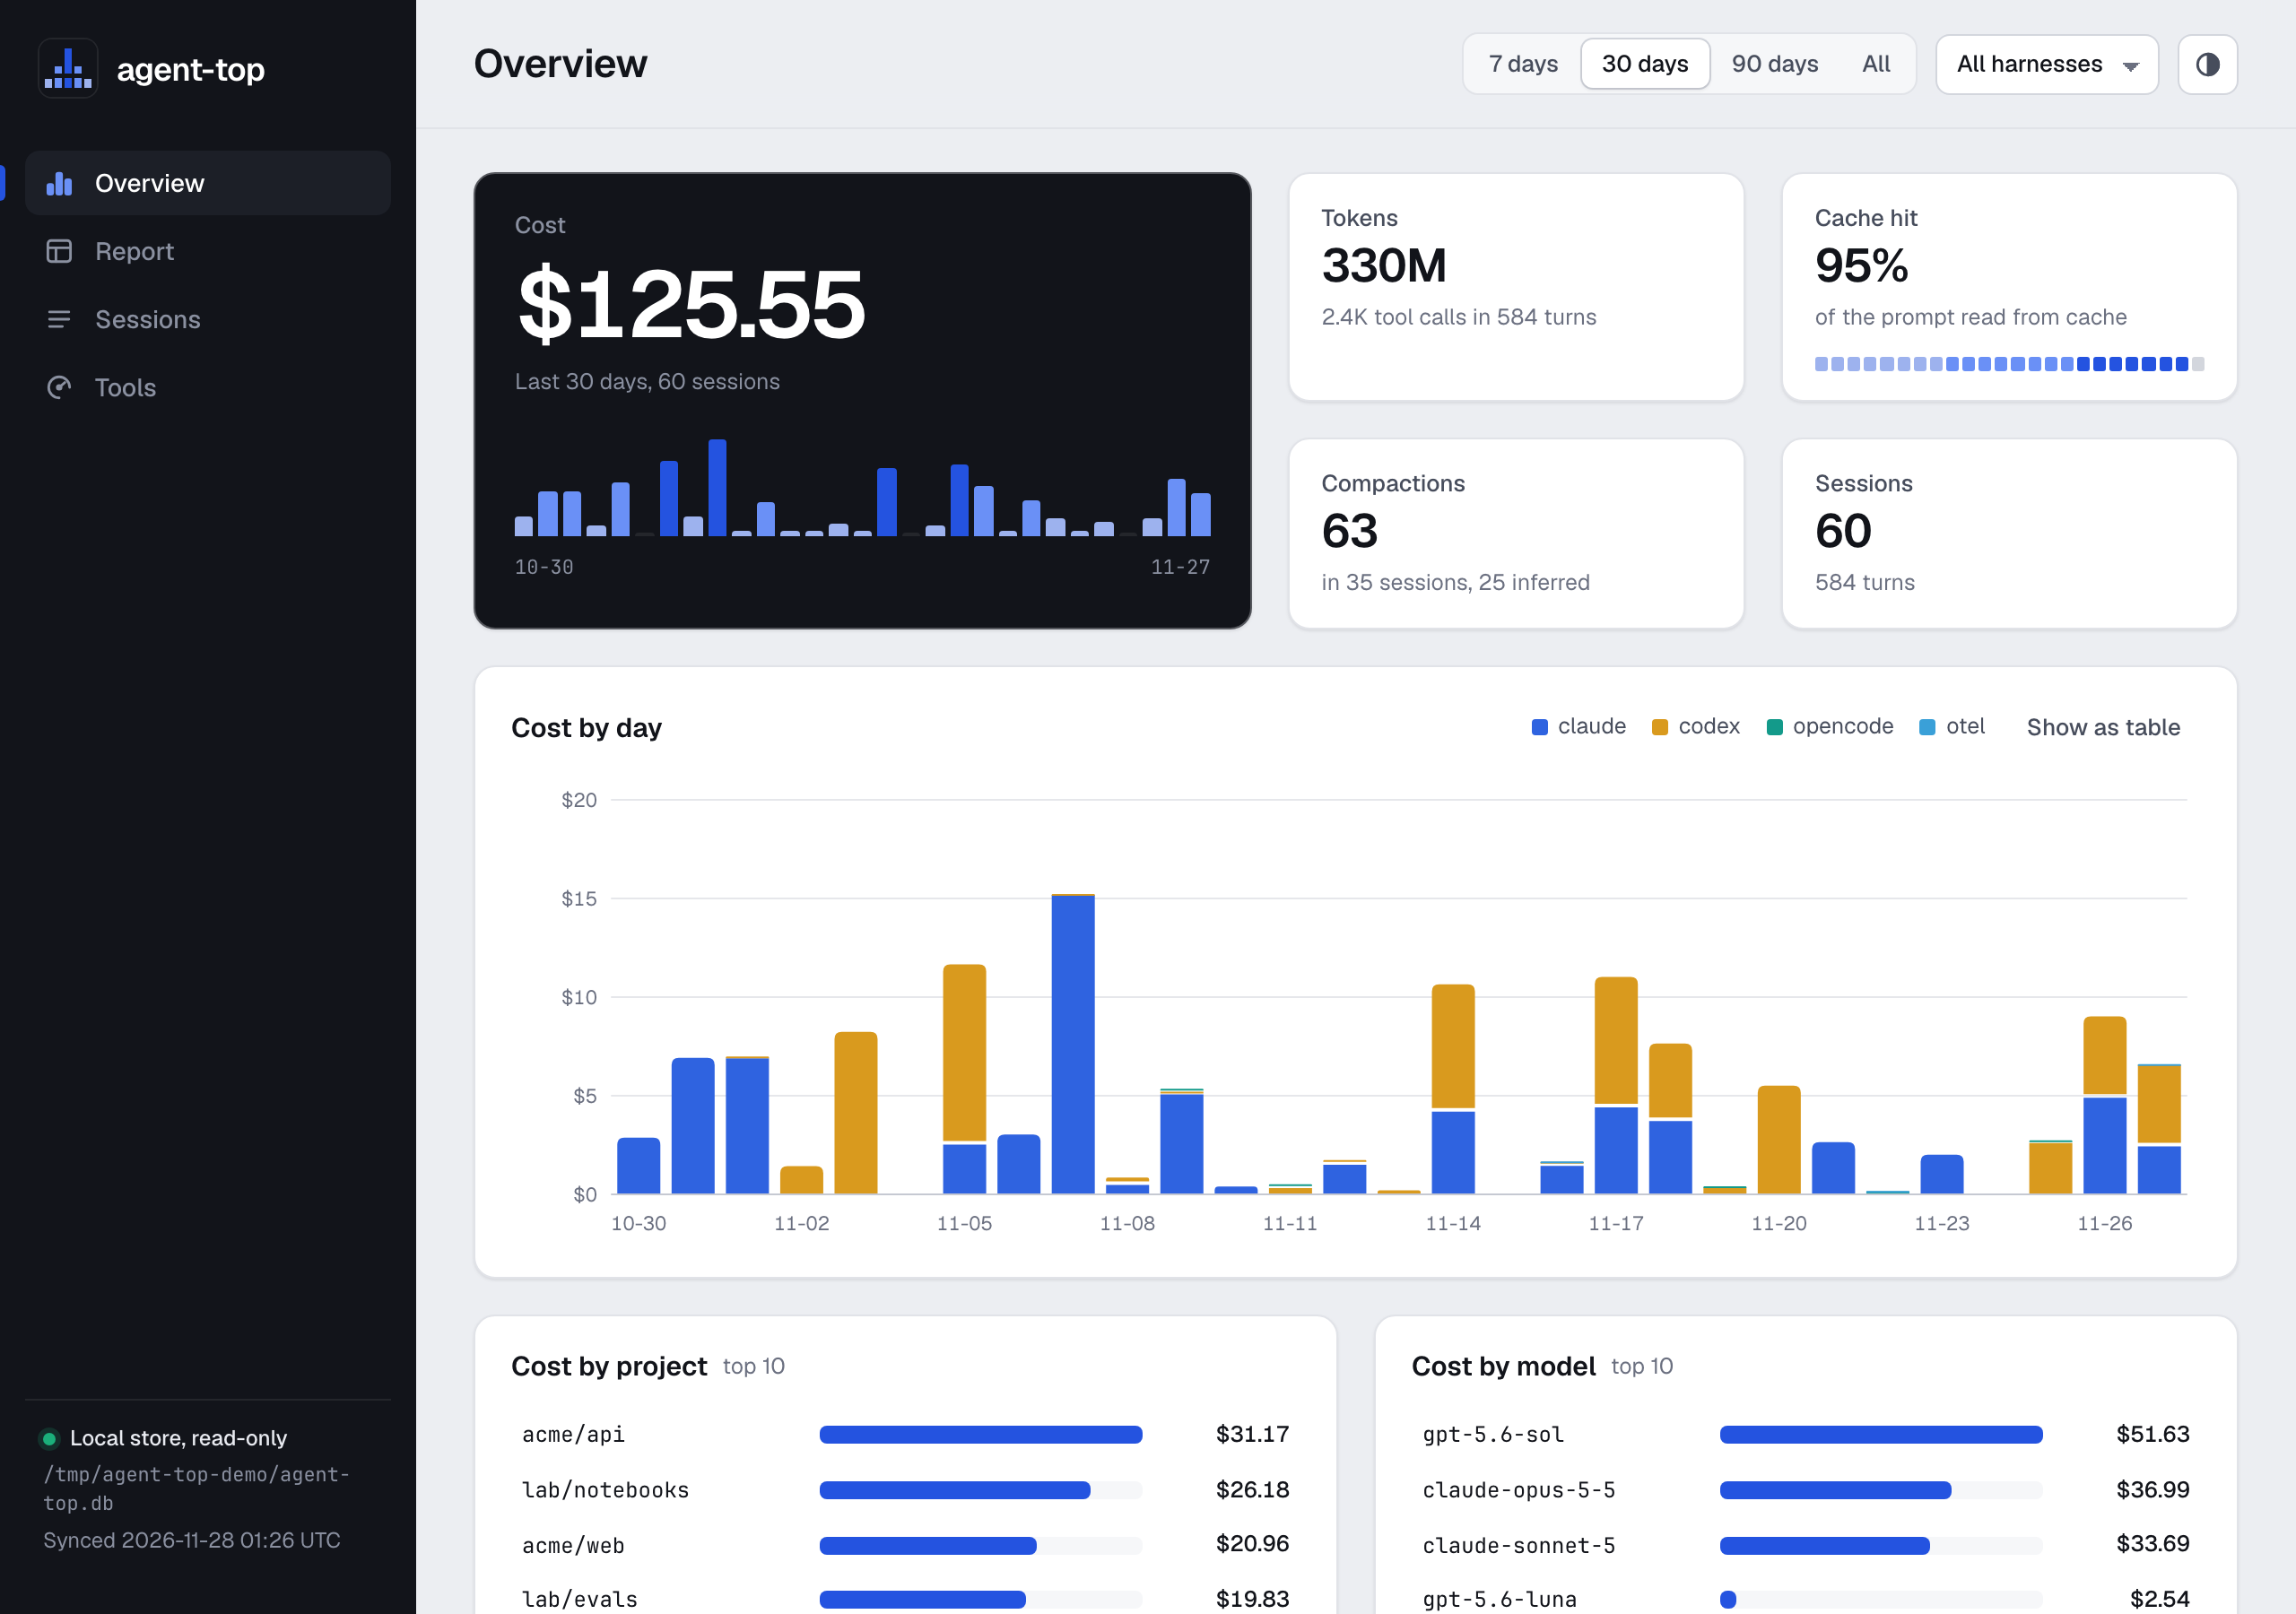 agent-top
Overview
Report
Sessions
Tools
Local store, read-only
/tmp/agent-top-demo/agent-
top.db
Synced 2026-11-28 01:26 UTC
Overview
7 days
30 days
90 days
All
All harnesses
Cost
$125.55
Last 30 days, 60 sessions
10-30
11-27
Tokens
330M
2.4K tool calls in 584 turns
Cache hit
95%
of the prompt read from cache
Compactions
63
in 35 sessions, 25 inferred
Sessions
60
584 turns
Cost by day
claude
codex
opencode
otel
Show as table
$20
$15
$10
$5
$0
10-30
11-02
11-05
11-08
11-11
11-14
11-17
11-20
11-23
11-26
Cost by project top 10
acme/api $31.17
lab/notebooks $26.18
acme/web $20.96
lab/evals $19.83
Cost by model top 10
gpt-5.6-sol $51.63
claude-opus-5-5 $36.99
claude-sonnet-5 $33.69
gpt-5.6-luna $2.54